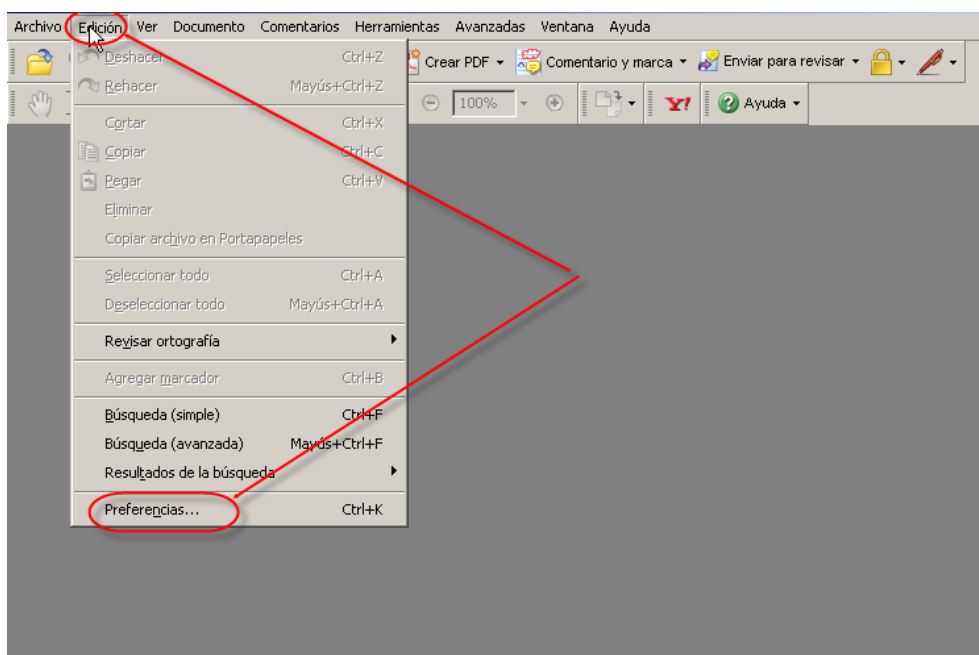 Archivo Edición Ver Documento Comentarios Herramientas Avanzadas Ventana Ayuda
Crear PDF Comentario y marca Enviar para revisar
100% Y! Ayuda
Deshacer Ctrl+Z
Rehacer Mayús+Ctrl+Z
Cortar Ctrl+X
Copiar Ctrl+C
Pegar Ctrl+V
Eliminar
Copiar archivo en Portapapeles
Seleccionar todo Ctrl+A
Deseleccionar todo Mayús+Ctrl+A
Revisar ortografía
Agregar marcador Ctrl+B
Búsqueda (simple) Ctrl+F
Búsqueda (avanzada) Mayús+Ctrl+F
Resultados de la búsqueda
Preferencias... Ctrl+K